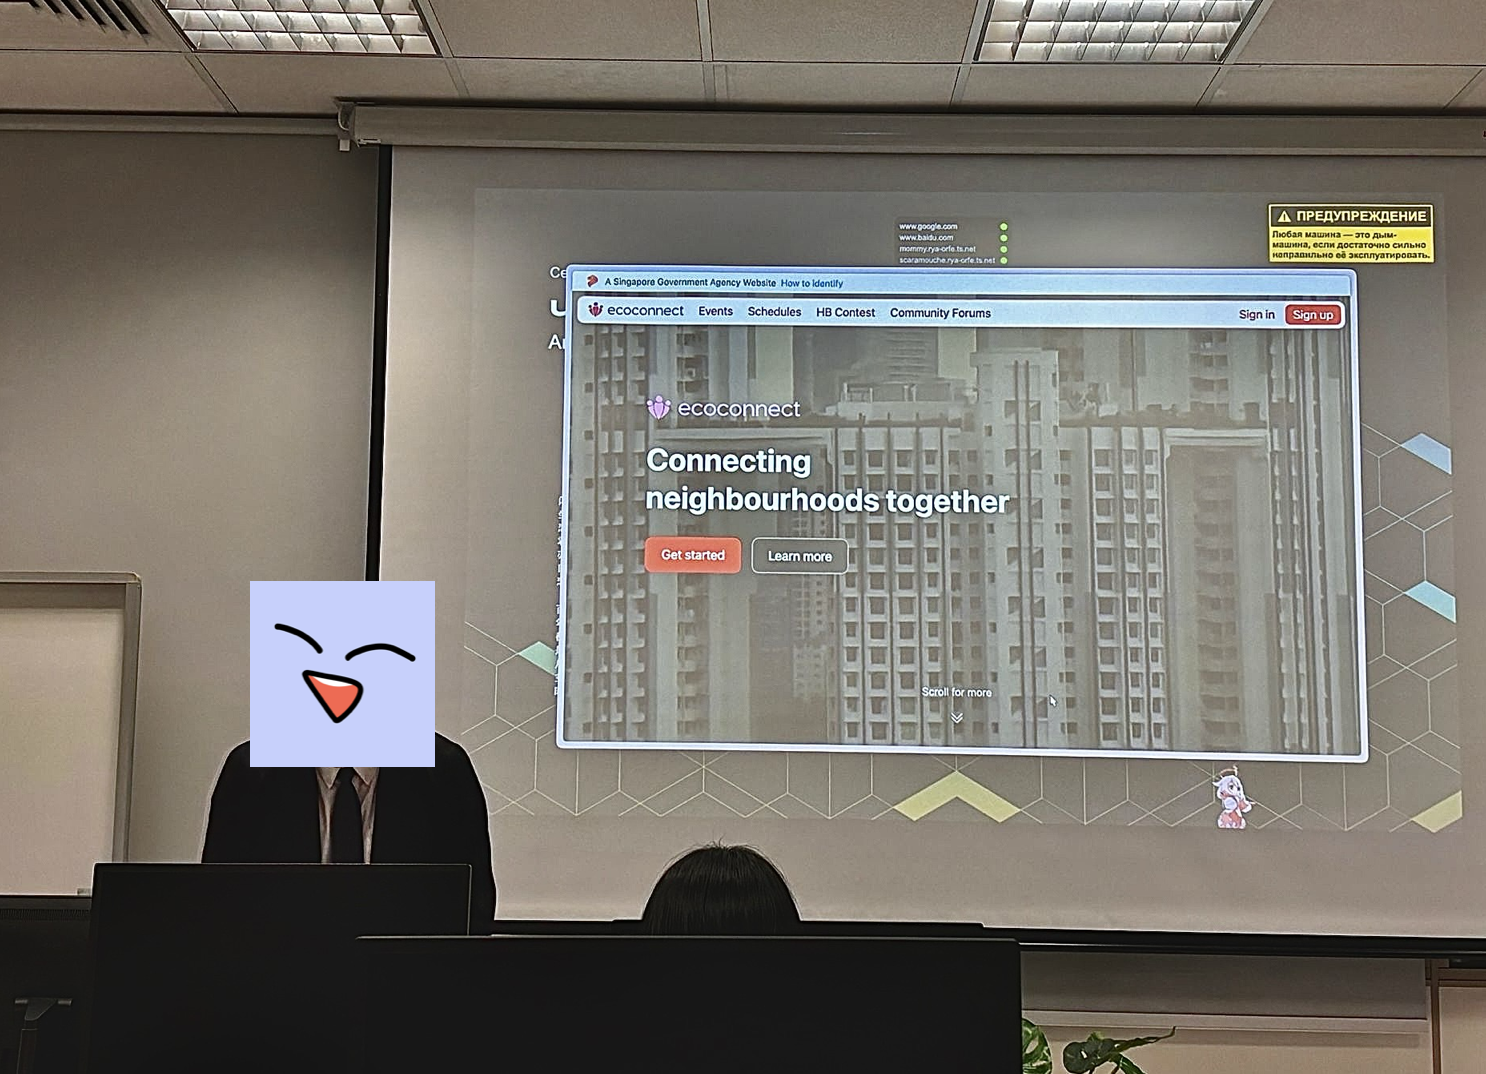 www.google.com
www.baidu.com
mommy.rya-orfe.ts.net
scaramouche.rya-orfe.ts.net
ПРЕДУПРЕЖДЕНИЕ
Любая машина — это дым-
машина, если достаточно сильно
неправильно её эксплуатировать.
A Singapore Government Agency Website How to identify
ecoconnect Events Schedules HB Contest Community Forums Sign in Sign up
ecoconnect
Connecting
neighbourhoods together
Get started Learn more
Scroll for more